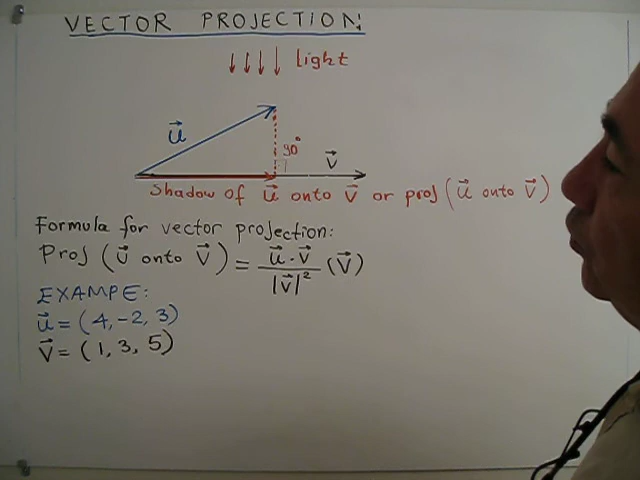 VECTOR PROJECTION:
light
u⃗
90°
v⃗
Shadow of u⃗ onto v⃗ or proj (u⃗ onto v⃗)
Formula for vector projection:
Proj (u⃗ onto v⃗) = u⃗ . v⃗ / |v⃗|² (v⃗)
EXAMPE:
u⃗ = (4, -2, 3)
v⃗ = (1, 3, 5)